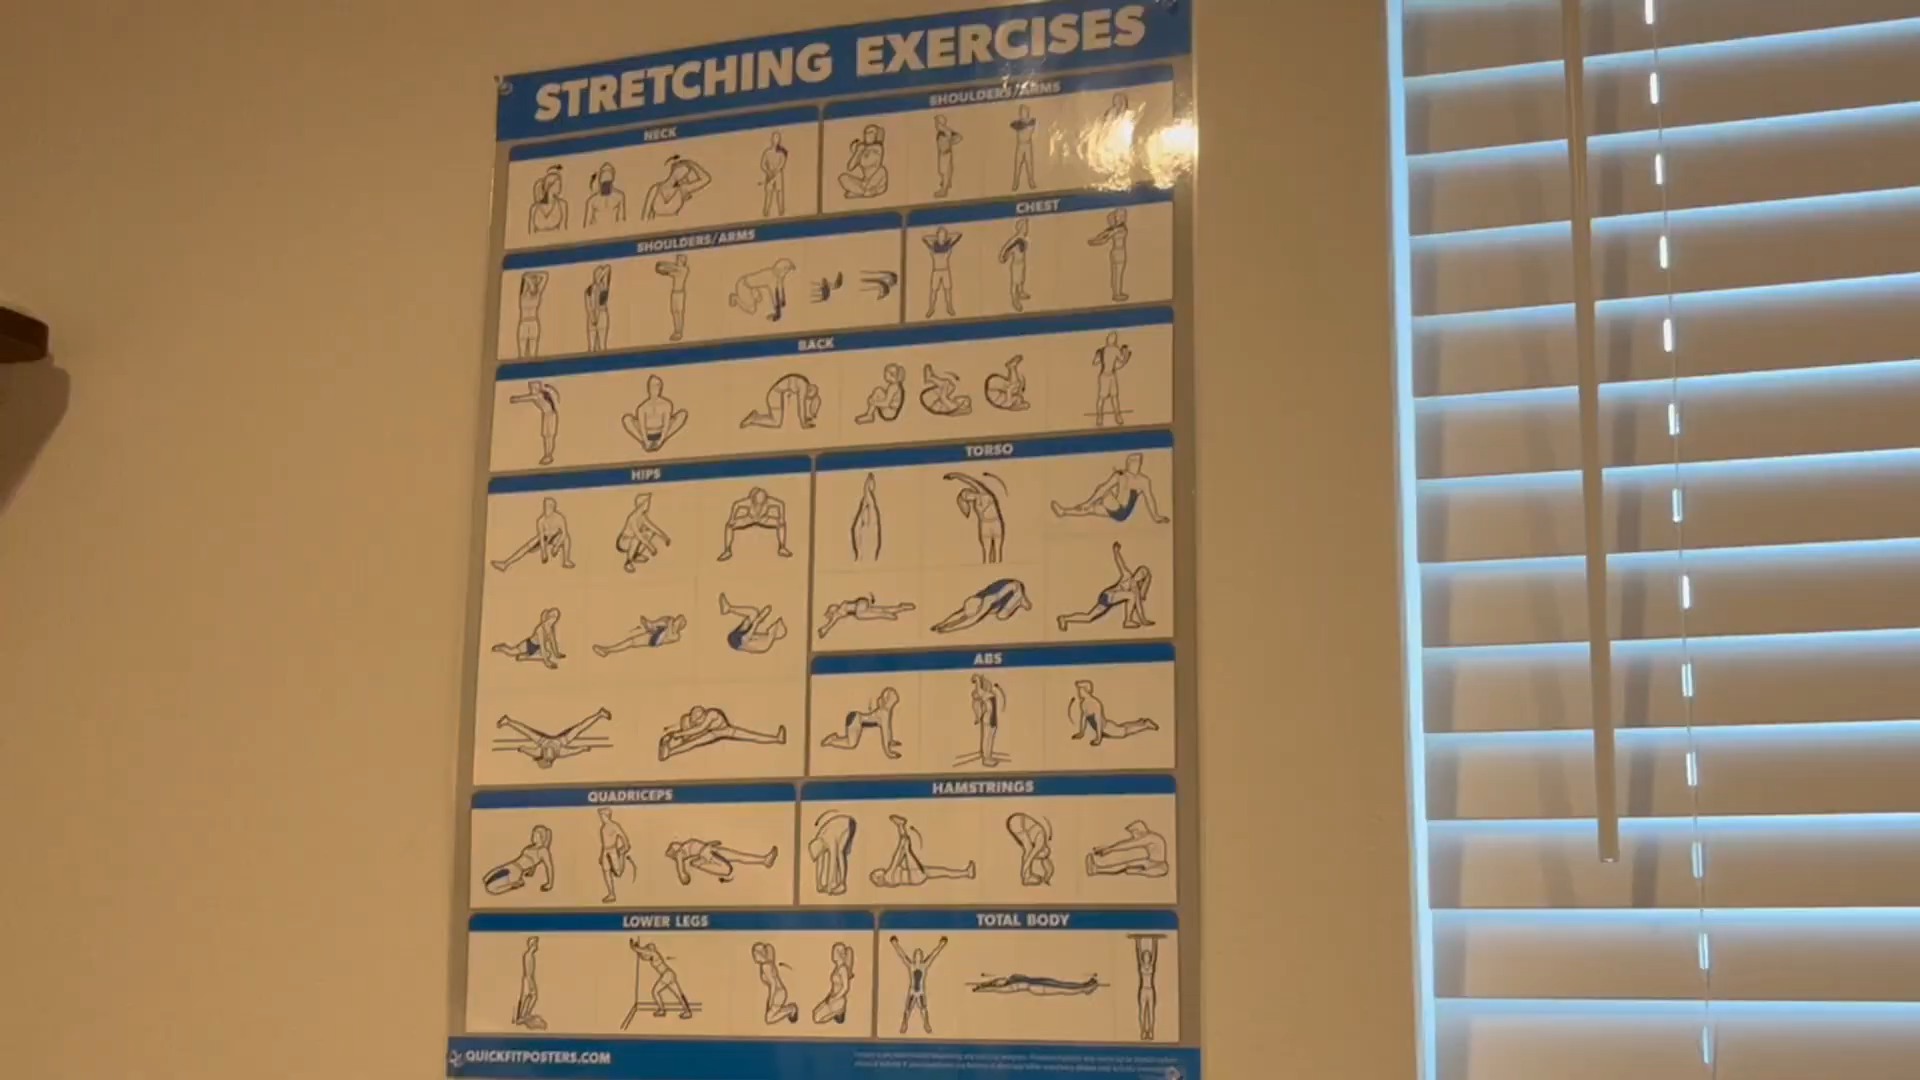 STRETCHING EXERCISES
NECK
SHOULDERS/ARMS
SHOULDERS/ARMS
CHEST
BACK
HIPS
TORSO
ABS
QUADRICEPS
HAMSTRINGS
LOWER LEGS
TOTAL BODY
QUICKFITPOSTERS.COM